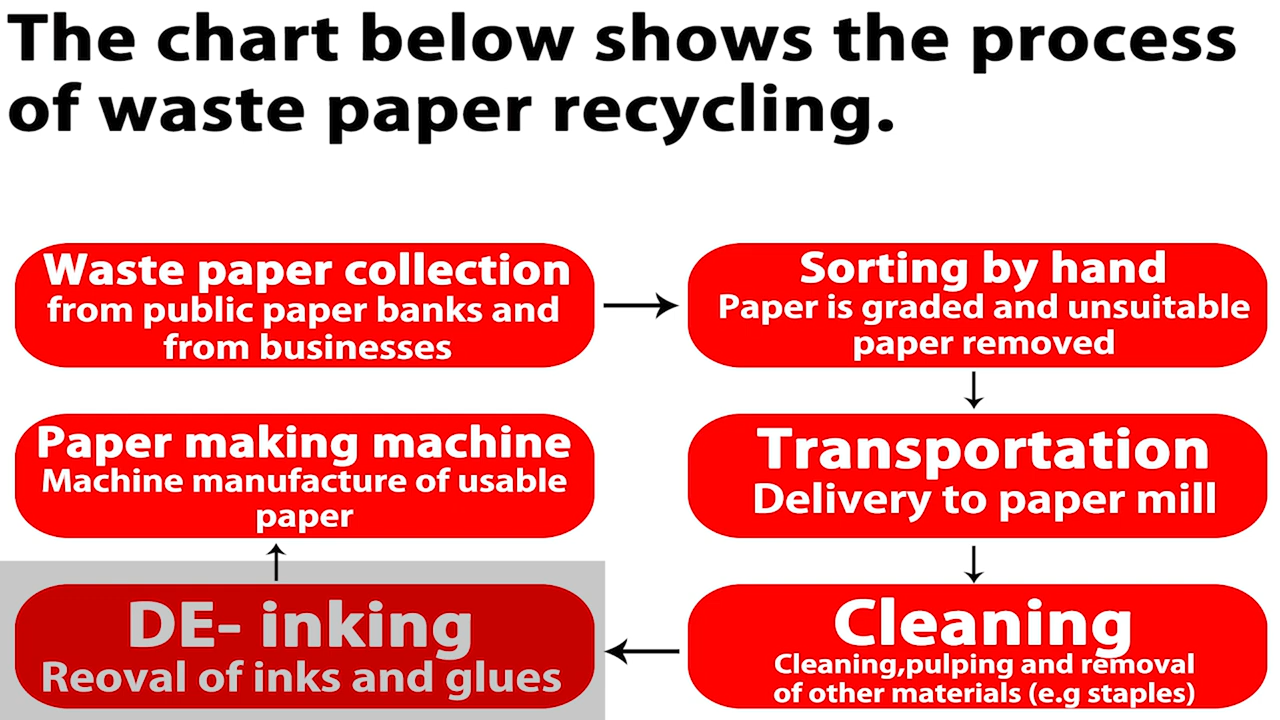 The chart below shows the process
of waste paper recycling.
Waste paper collection
from public paper banks and
from businesses
Sorting by hand
Paper is graded and unsuitable
paper removed
Transportation
Delivery to paper mill
Cleaning
Cleaning,pulping and removal
of other materials (e.g staples)
DE- inking
Reoval of inks and glues
Paper making machine
Machine manufacture of usable
paper